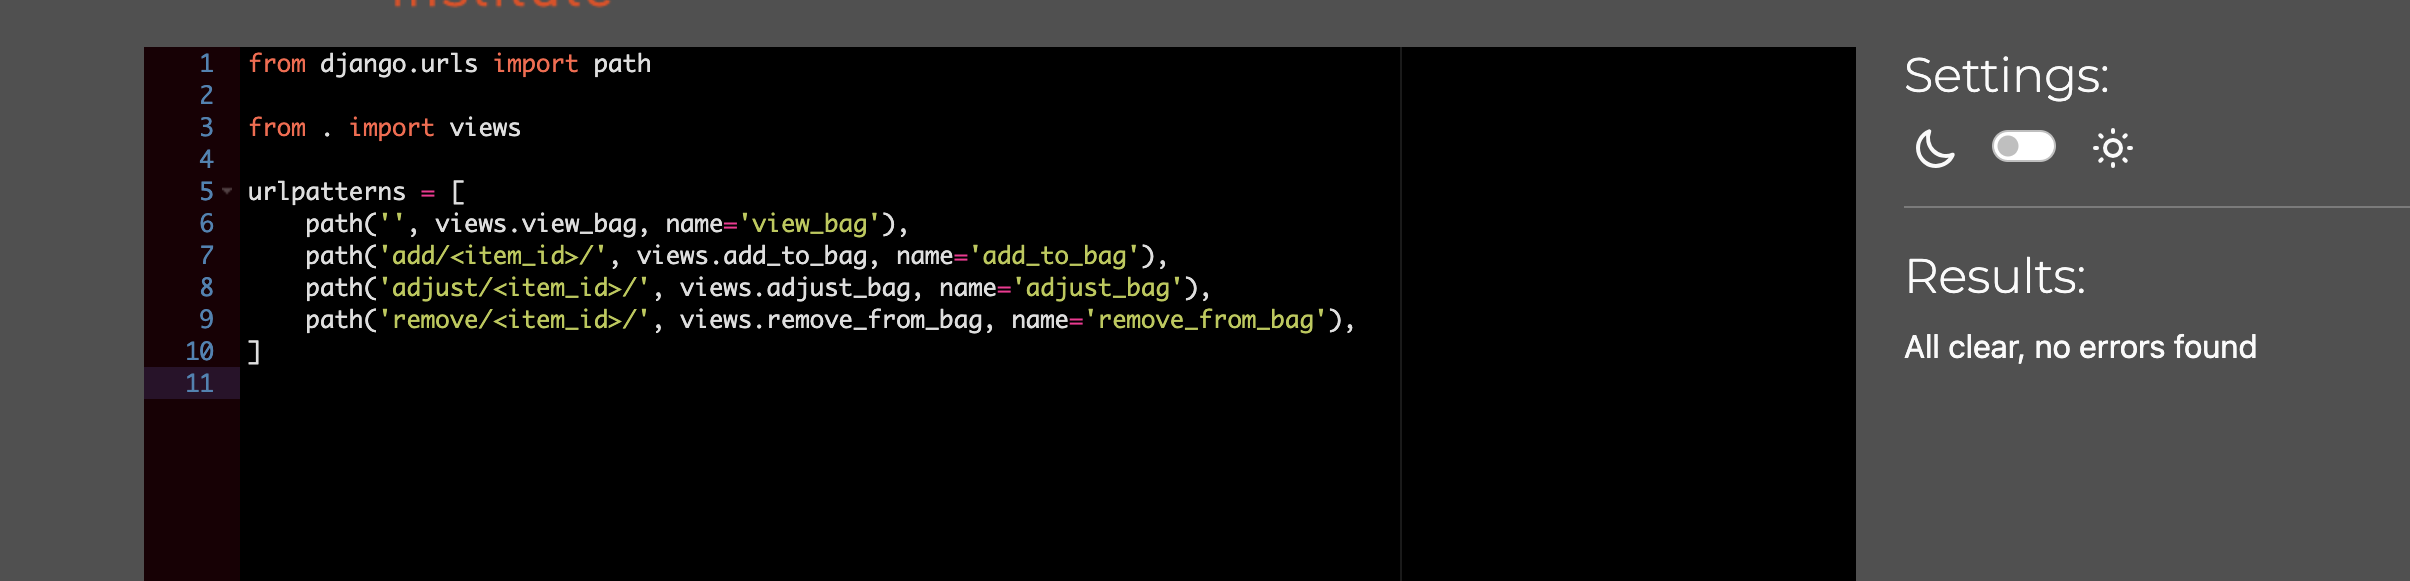 1 from django.urls import path
2
3 from . import views
4
5 urlpatterns = [
6     path('', views.view_bag, name='view_bag'),
7     path('add/<item_id>/', views.add_to_bag, name='add_to_bag'),
8     path('adjust/<item_id>/', views.adjust_bag, name='adjust_bag'),
9     path('remove/<item_id>/', views.remove_from_bag, name='remove_from_bag'),
10 ]
11
Settings:
Results:
All clear, no errors found